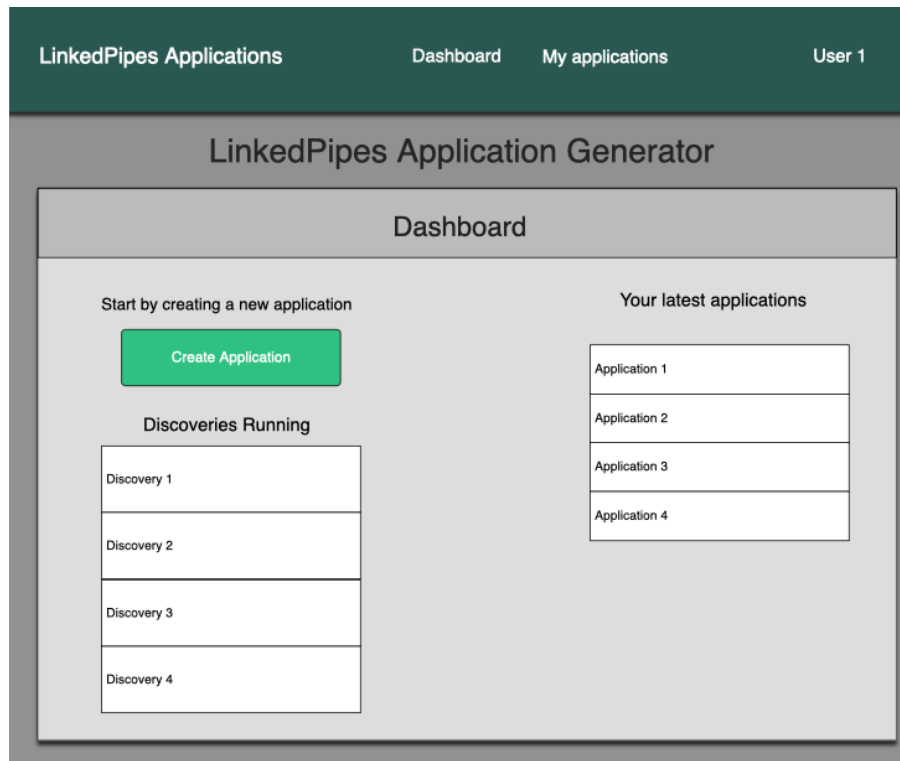 LinkedPipes Applications
Dashboard
My applications
User 1
LinkedPipes Application Generator
Dashboard
Start by creating a new application
Create Application
Discoveries Running
Discovery 1
Discovery 2
Discovery 3
Discovery 4
Your latest applications
Application 1
Application 2
Application 3
Application 4